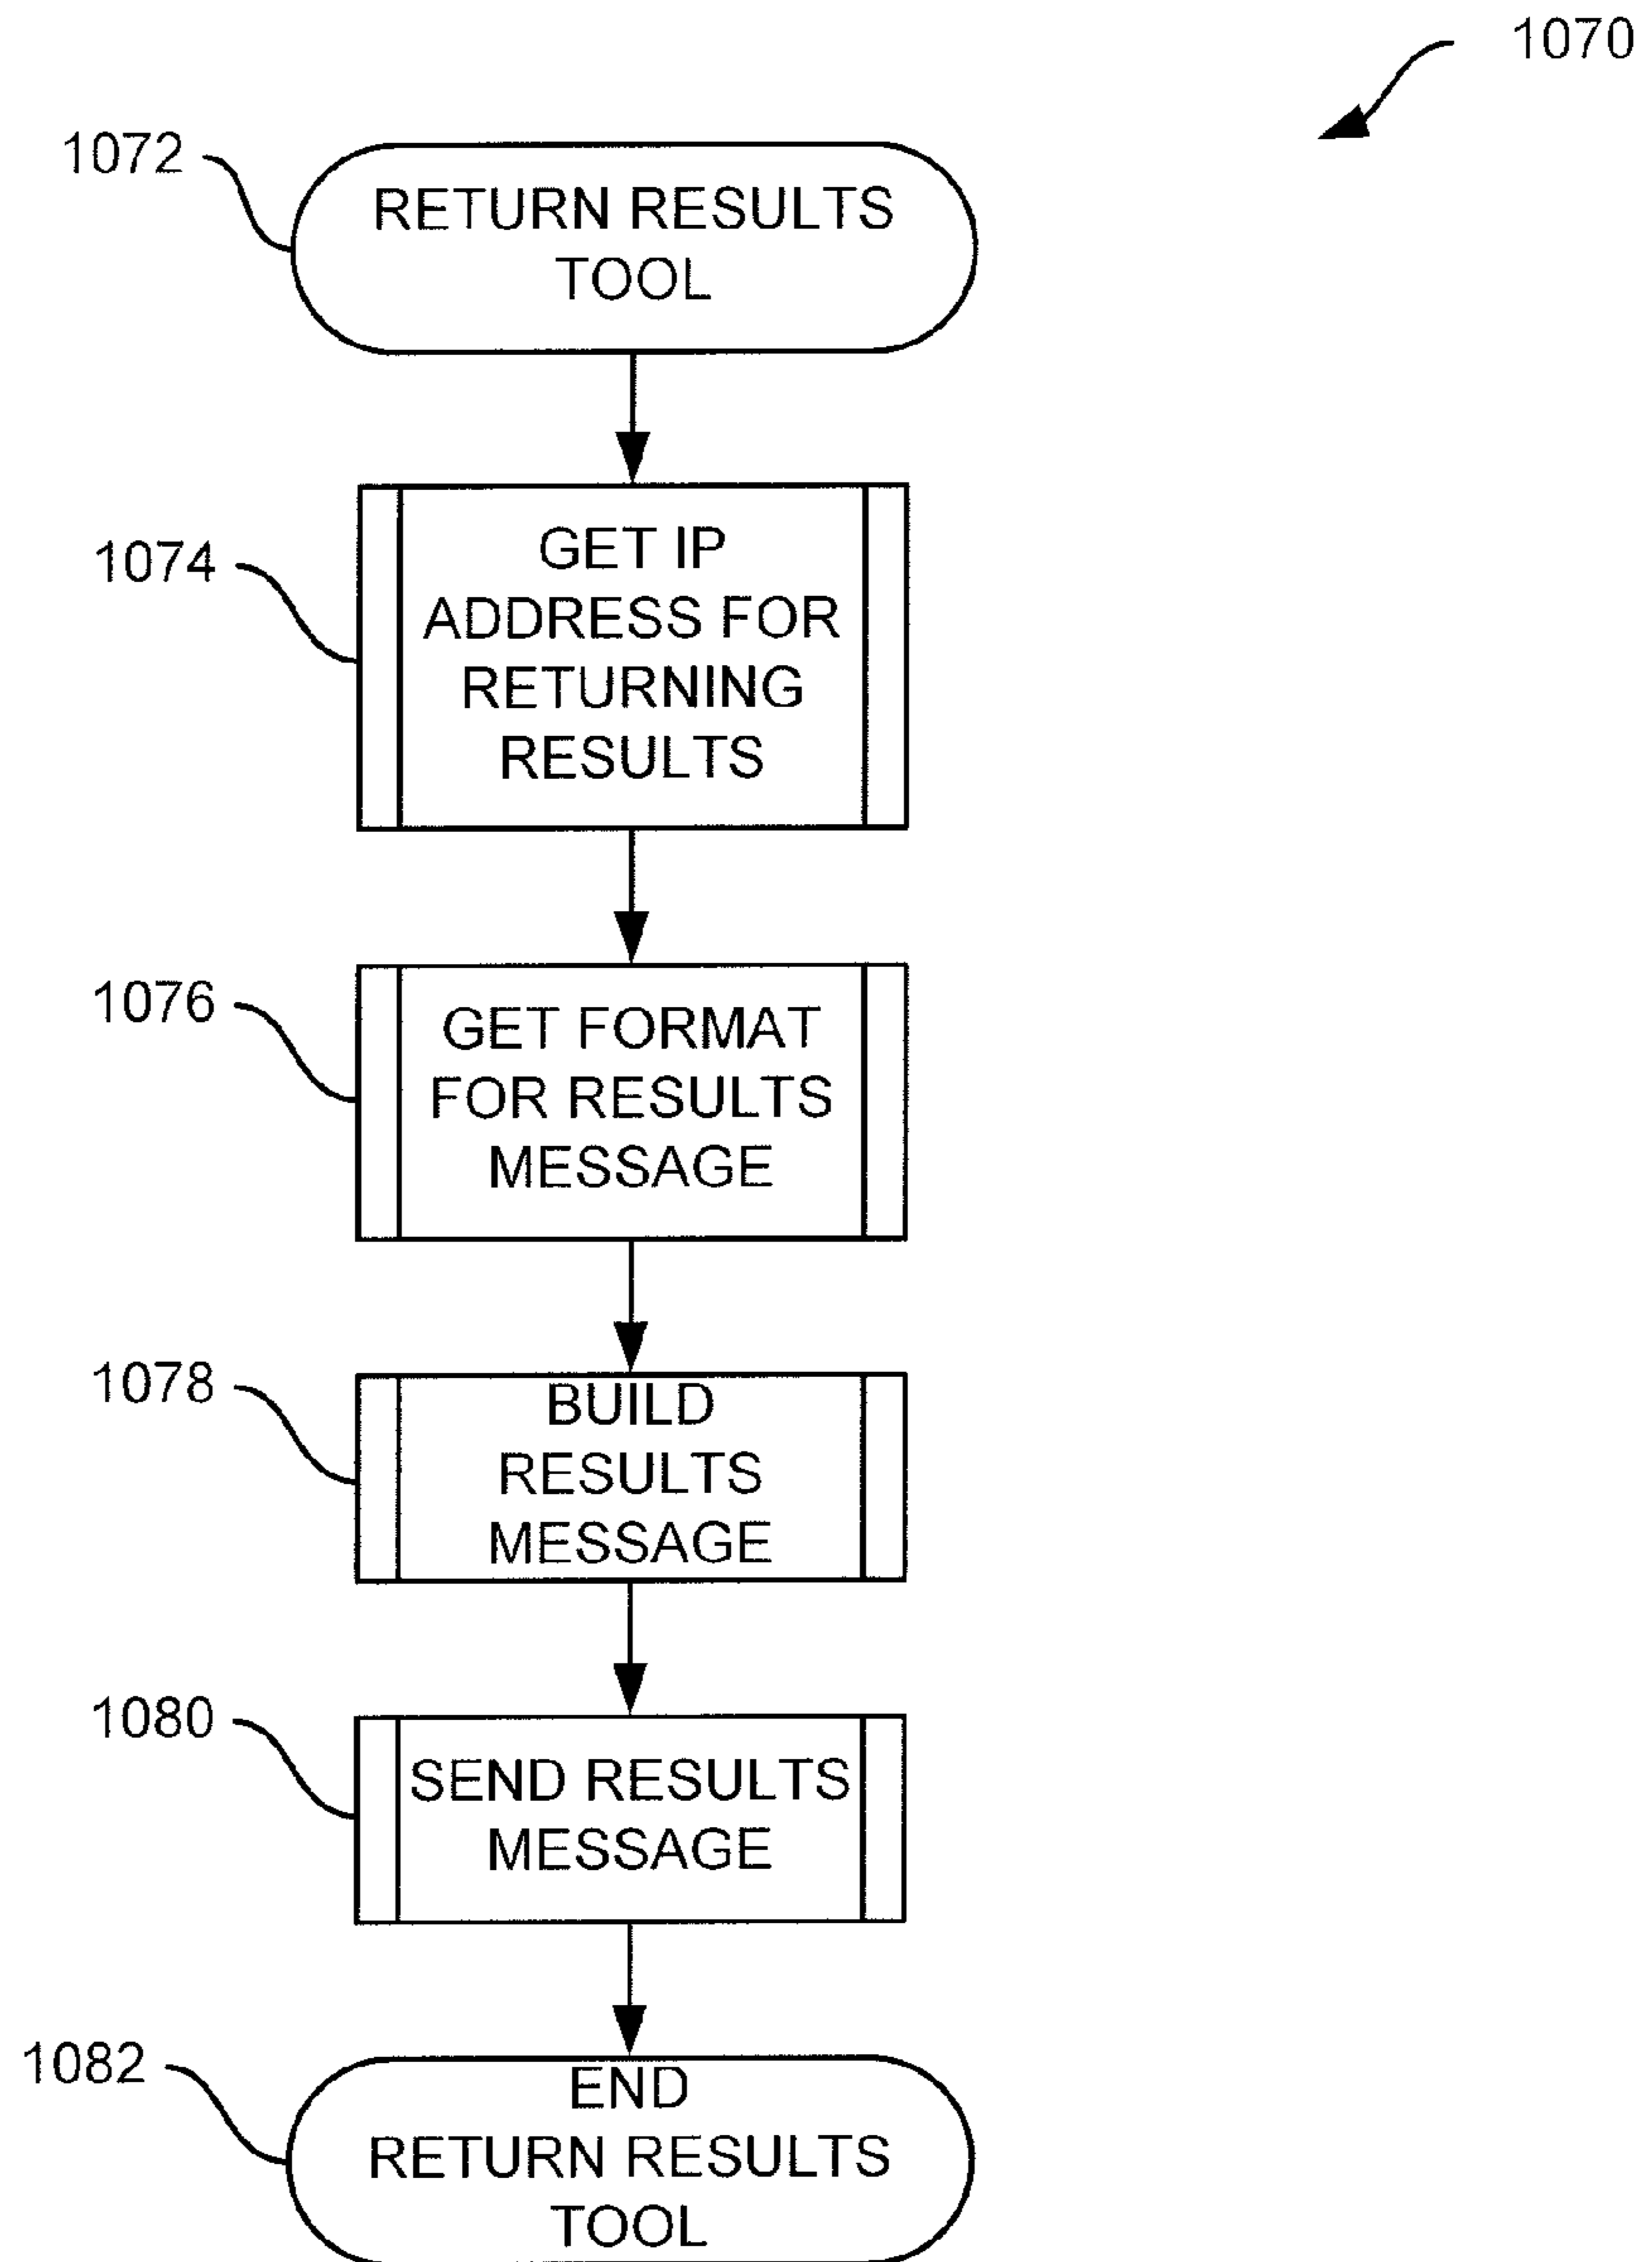 1070
1072
RETURN RESULTS
TOOL
1074
GET IP
ADDRESS FOR
RETURNING
RESULTS
1076
GET FORMAT
FOR RESULTS
MESSAGE
1078
BUILD
RESULTS
MESSAGE
1080
SEND RESULTS
MESSAGE
1082
END
RETURN RESULTS
TOOL